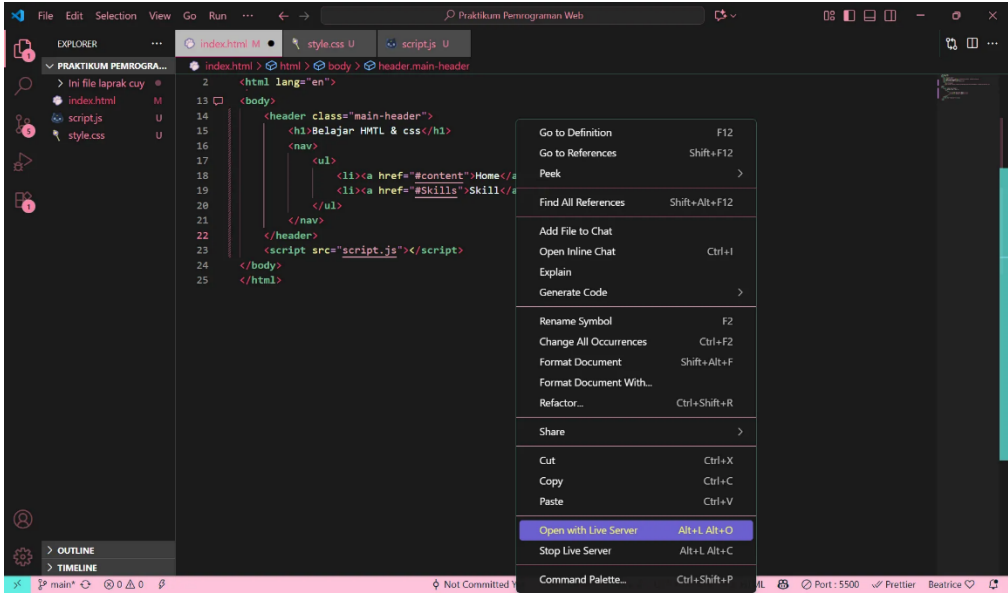 File Edit Selection View Go Run ··· ← → Praktikum Pemrograman Web
EXPLORER ···
index.html M ● style.css U script.js U
PRAKTIKUM PEMROGRA...
index.html > html > body > header.main-header
Ini file laprak cuy
index.html M
script.js U
style.css U
2 <html lang="en">
13 <body>
14 <header class="main-header">
15 <h1>Belajar HMTL & css</h1>
16 <nav>
17 <ul>
18 <li><a href="#content">Home</a
19 <li><a href="#Skills">Skill</a
20 </ul>
21 </nav>
22 </header>
23 <script src="script.js"></script>
24 </body>
25 </html>
Go to Definition F12
Go to References Shift+F12
Peek >
Find All References Shift+Alt+F12
Add File to Chat
Open Inline Chat Ctrl+I
Explain
Generate Code >
Rename Symbol F2
Change All Occurrences Ctrl+F2
Format Document Shift+Alt+F
Format Document With...
Refactor... Ctrl+Shift+R
Share >
Cut Ctrl+X
Copy Ctrl+C
Paste Ctrl+V
Open with Live Server Alt+L Alt+O
Stop Live Server Alt+L Alt+C
Command Palette... Ctrl+Shift+P
1
5
1
> OUTLINE
> TIMELINE
main* 0 0 Not Committed Y ML Port : 5500 Prettier Beatrice ♡